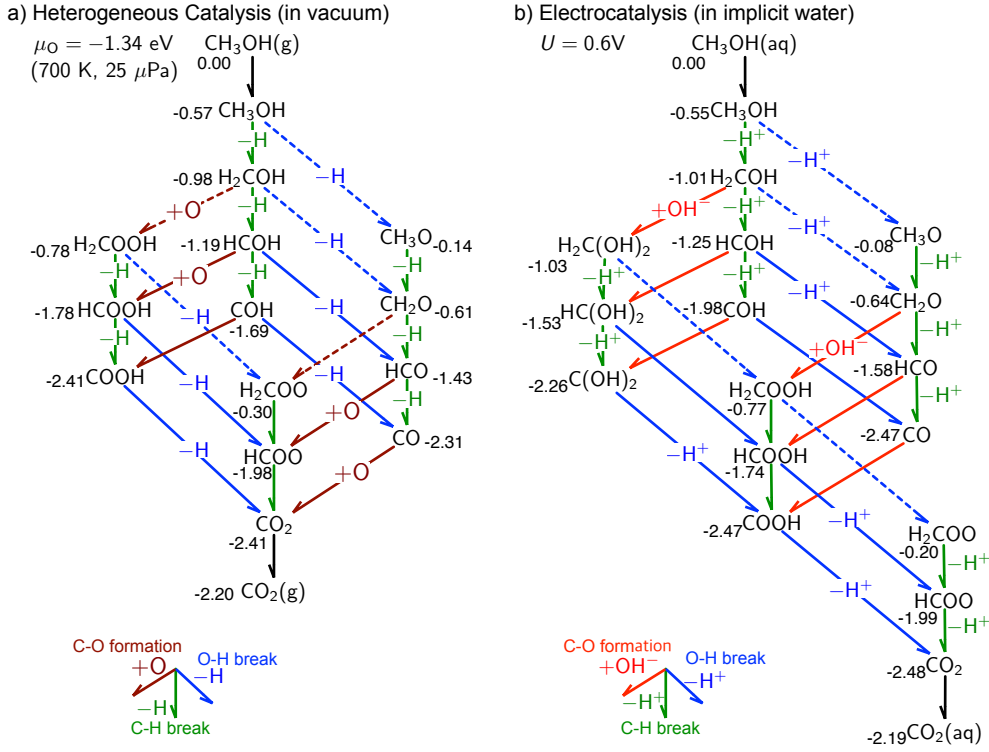 a) Heterogeneous Catalysis (in vacuum)
μO = −1.34 eV
(700 K, 25 μPa)
CH3OH(g)
0.00
-0.57 CH3OH
−H
−H
-0.98 H2COH
+O
−H
−H
-0.78 H2COOH
-1.19 HCOH
CH3O -0.14
−H
+O
−H
−H
-1.78 HCOOH
COH
-1.69
CH2O
-0.61
−H
−H
−H
−H
-2.41 COOH
H2COO
-0.30
HCO
-1.43
−H
−H
+O
−H
−H
HCOO
-1.98
CO -2.31
+O
CO2
-2.41
-2.20 CO2(g)
C-O formation
+O
O-H break
−H
−H
C-H break
b) Electrocatalysis (in implicit water)
U = 0.6V
CH3OH(aq)
0.00
-0.55 CH3OH
−H+
−H+
-1.01 H2COH
+OH−
−H+
−H+
H2C(OH)2
-1.03
-1.25 HCOH
-0.08 CH3O
−H+
−H+
−H+
−H+
-1.53 HC(OH)2
-1.98 COH
-0.64 CH2O
−H+
+OH−
−H+
-2.26 C(OH)2
H2COOH
-0.77
-1.58 HCO
−H+
-2.47 CO
−H+
HCOOH
-1.74
-2.47 COOH
−H+
H2COO
-0.20
−H+
−H+
HCOO
-1.99
−H+
-2.48 CO2
-2.19 CO2(aq)
C-O formation
+OH−
O-H break
−H+
−H+
C-H break